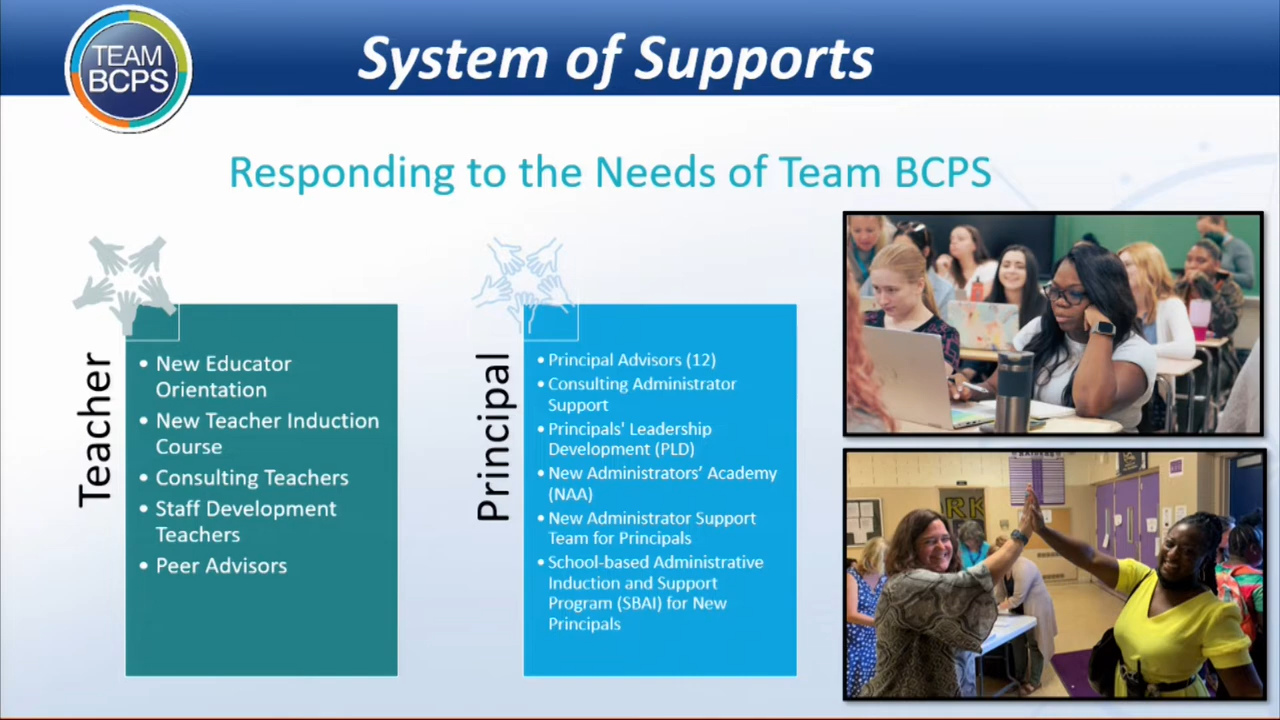 TEAM
BCPS
System of Supports
Responding to the Needs of Team BCPS
Teacher
• New Educator
Orientation
• New Teacher Induction
Course
• Consulting Teachers
• Staff Development
Teachers
• Peer Advisors
Principal
• Principal Advisors (12)
• Consulting Administrator
Support
• Principals' Leadership
Development (PLD)
• New Administrators’ Academy
(NAA)
• New Administrator Support
Team for Principals
• School-based Administrative
Induction and Support
Program (SBAI) for New
Principals
RK